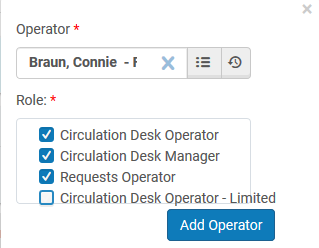 Operator *
Braun, Connie - F
Role: *
Circulation Desk Operator
Circulation Desk Manager
Requests Operator
Circulation Desk Operator - Limited
Add Operator